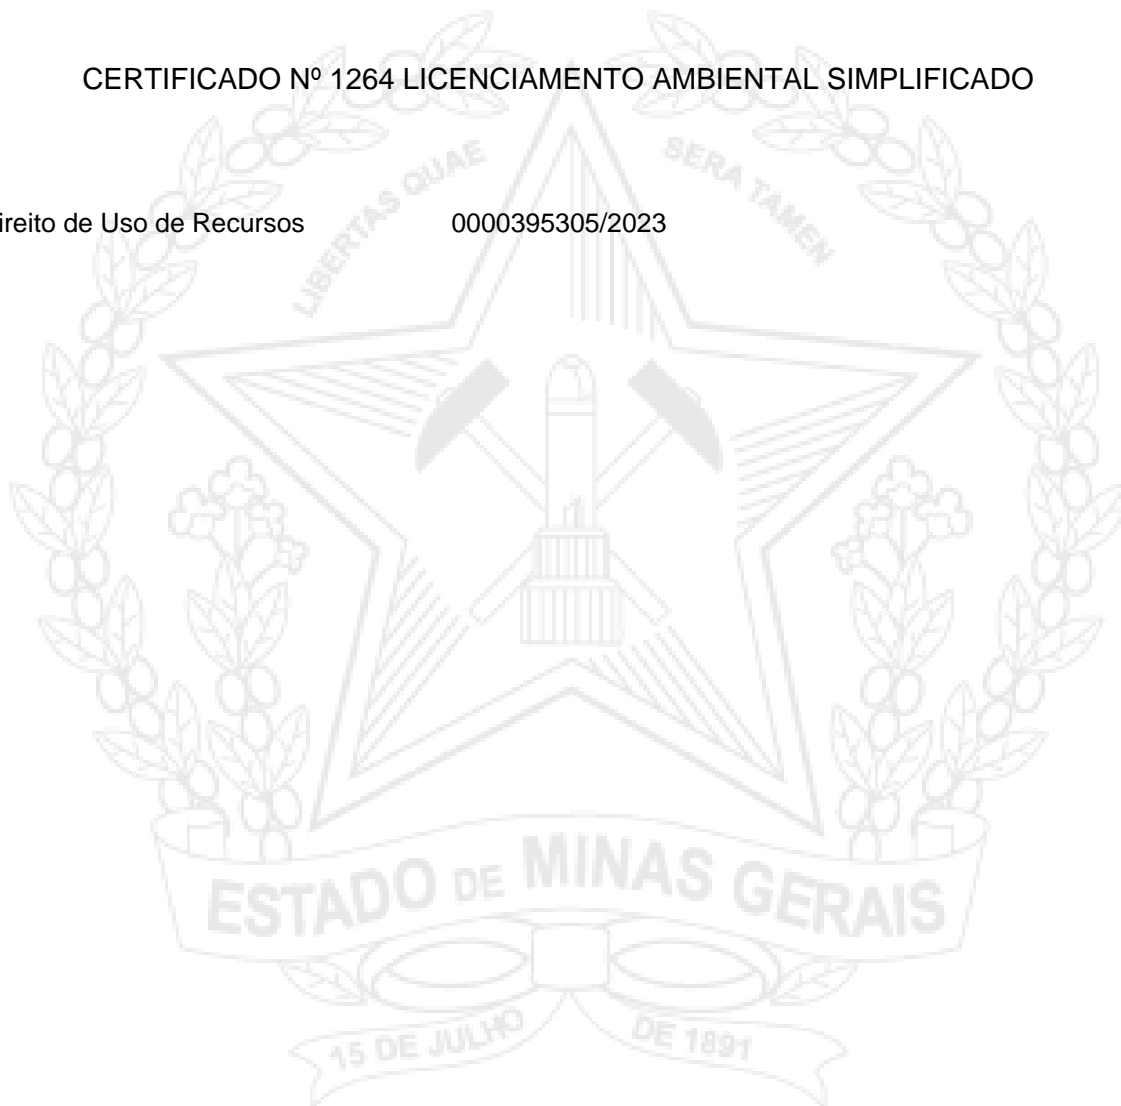 CERTIFICADO Nº 1264 LICENCIAMENTO AMBIENTAL SIMPLIFICADO
LIBERTAS QUAE SERA TAMEN
ireito de Uso de Recursos 0000395305/2023
ESTADO DE MINAS GERAIS
15 DE JULHO DE 1891